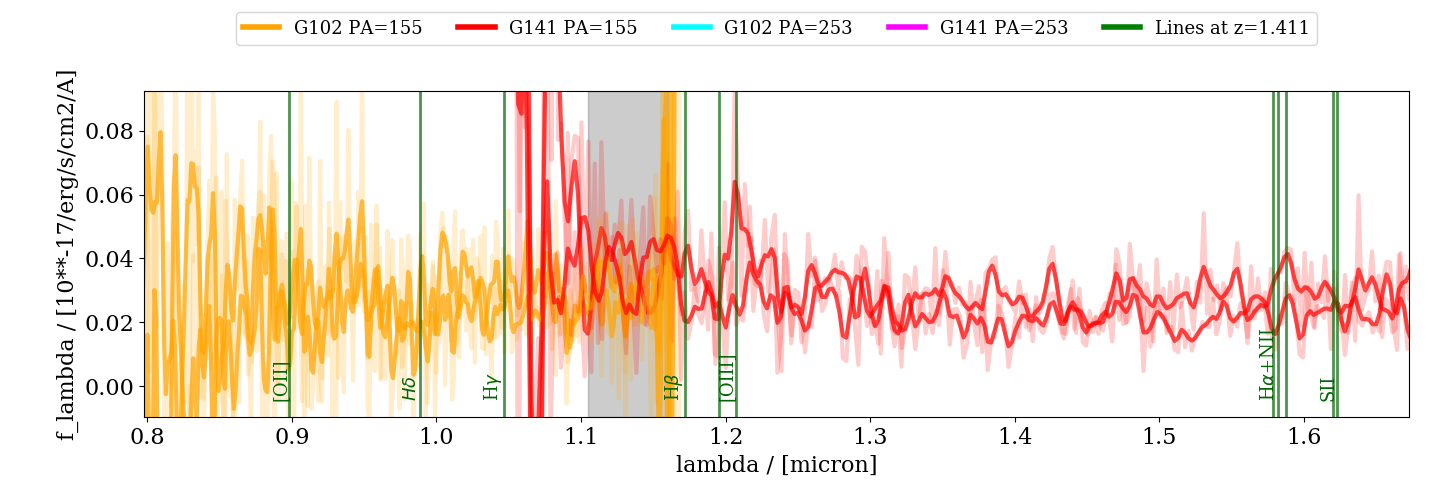 G102 PA=155 G141 PA=155 G102 PA=253 G141 PA=253 Lines at z=1.411
f_lambda / [10**-17/erg/s/cm2/A]
0.08
0.06
0.04
0.02
0.00
[OII]
Hδ
Hγ
Hβ
[OIII]
Hα+NII
SII
0.8 0.9 1.0 1.1 1.2 1.3 1.4 1.5 1.6
lambda / [micron]